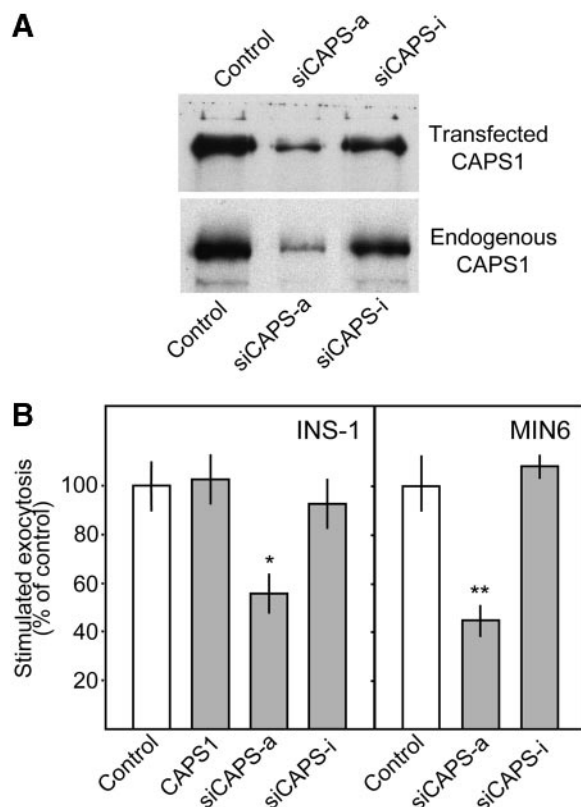 A
Control
siCAPS-a
siCAPS-i
Transfected
CAPS1
Endogenous
CAPS1
Control
siCAPS-a
siCAPS-i
B
INS-1
MIN6
Stimulated exocytosis
(% of control)
100
80
60
40
20
*
**
Control
CAPS1
siCAPS-a
siCAPS-i
Control
siCAPS-a
siCAPS-i